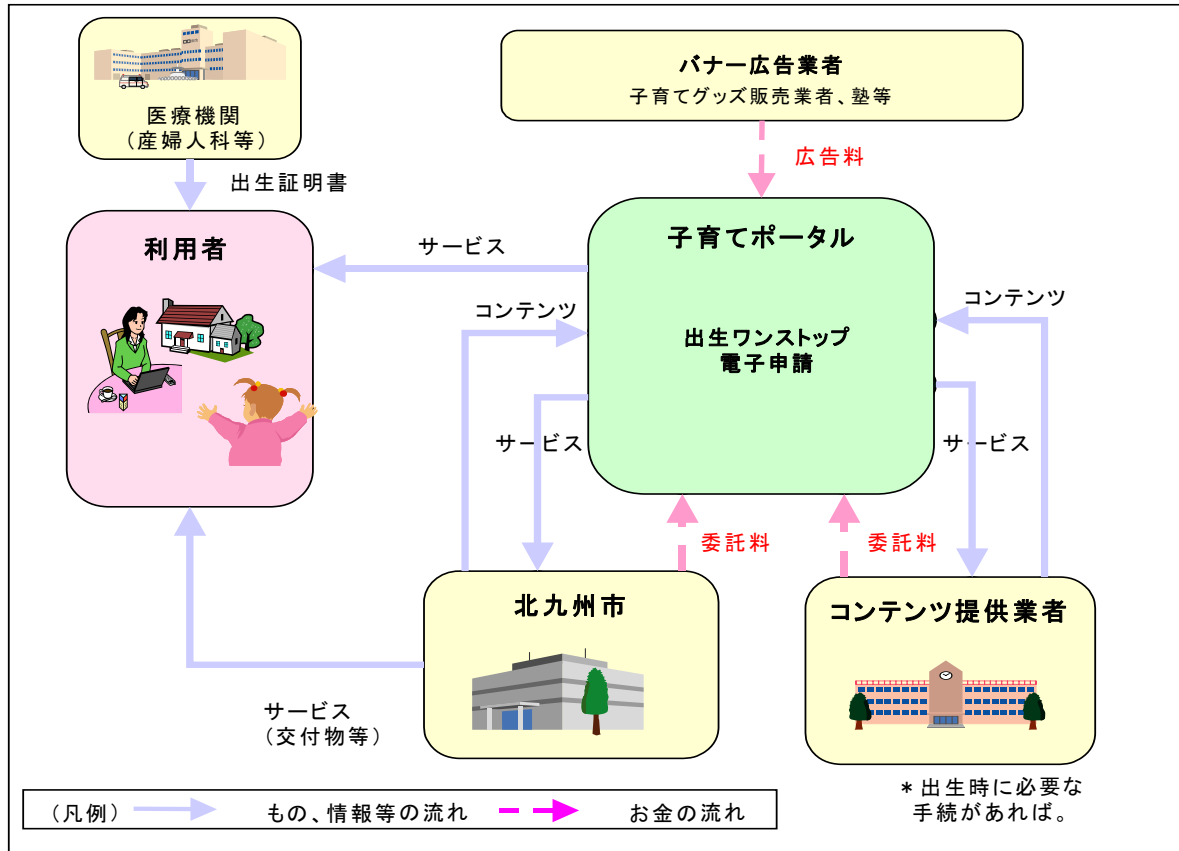 医療機関
（産婦人科等）
バナー広告業者
子育てグッズ販売業者、塾等
広告料
出生証明書
利用者
サービス
子育てポータル
コンテンツ
コンテンツ
出生ワンストップ
電子申請
サービス
サービス
委託料
委託料
北九州市
コンテンツ提供業者
サービス
（交付物等）
＊出生時に必要な
手続があれば。
（凡例）
もの、情報等の流れ
お金の流れ